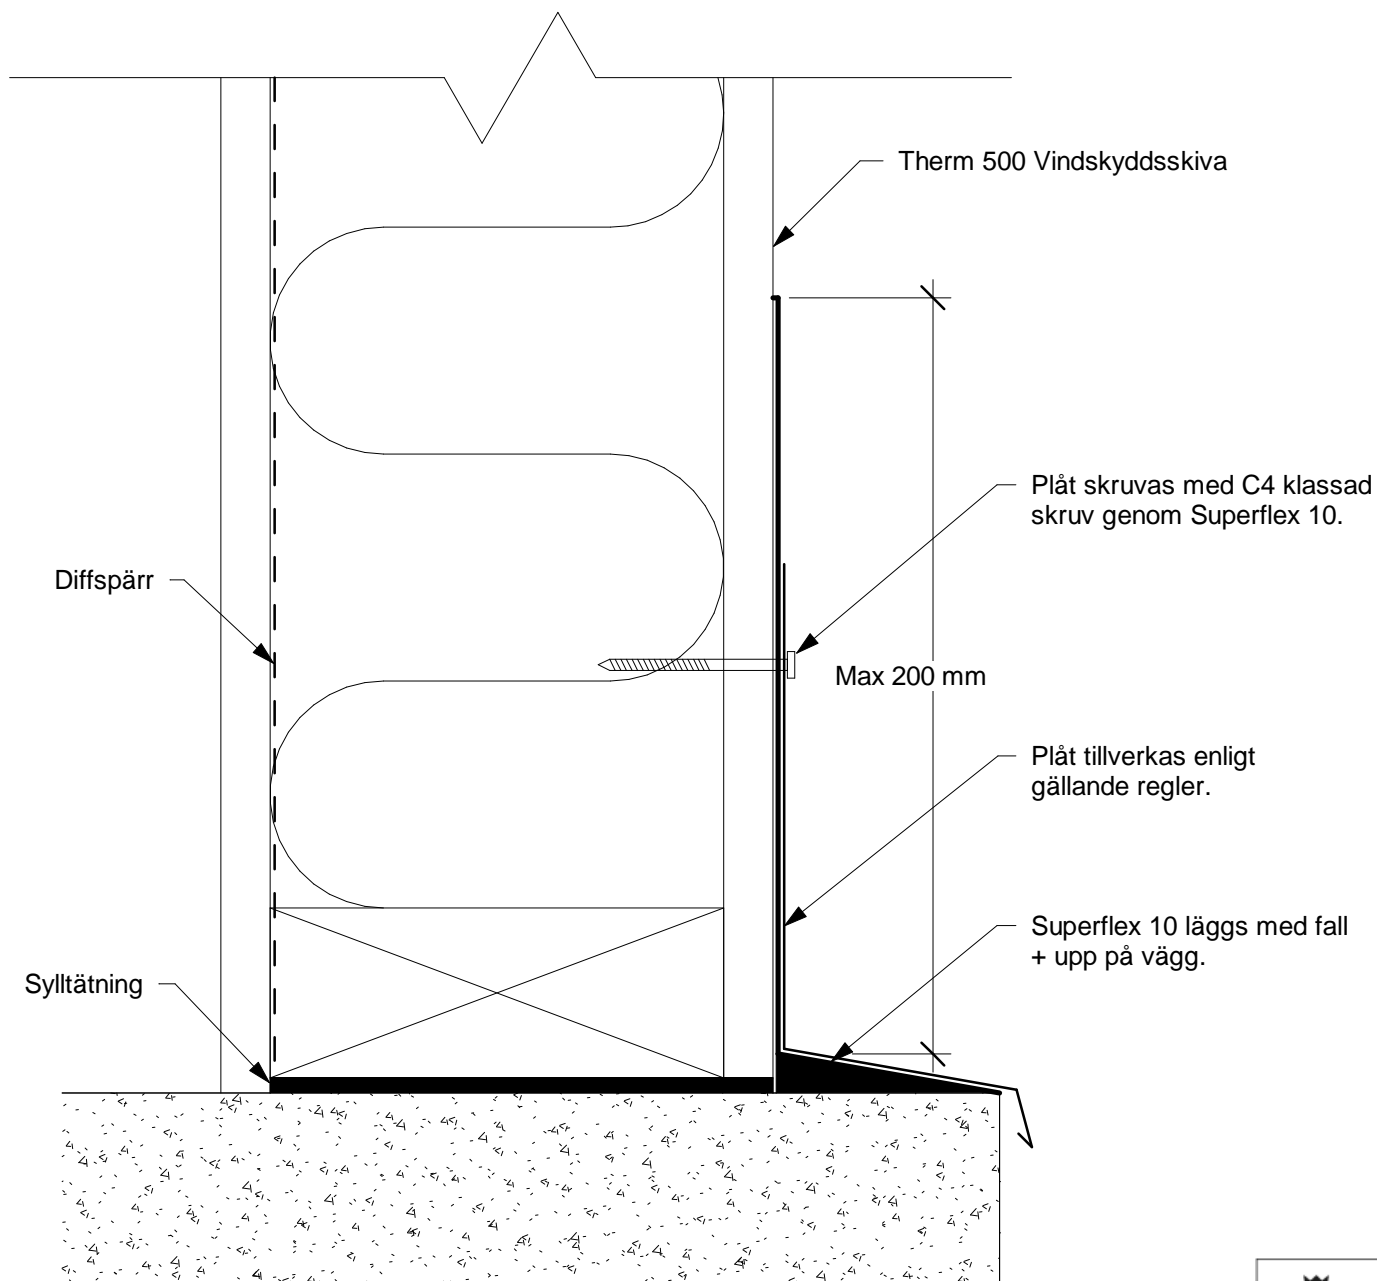 Therm 500 Vindskyddsskiva
Plåt skruvas med C4 klassad
skruv genom Superflex 10.
Diffspärr
Max 200 mm
Plåt tillverkas enligt
gällande regler.
Superflex 10 läggs med fall
+ upp på vägg.
Sylltätning